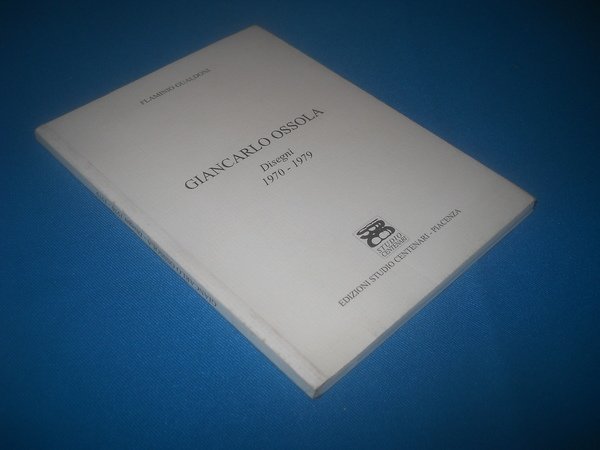 FLAMINIO GUALDONI
GIANCARLO OSSOLA
Disegni
1970 - 1979
STUDIO
CENTENARI
EDIZIONI STUDIO CENTENARI - PIACENZA